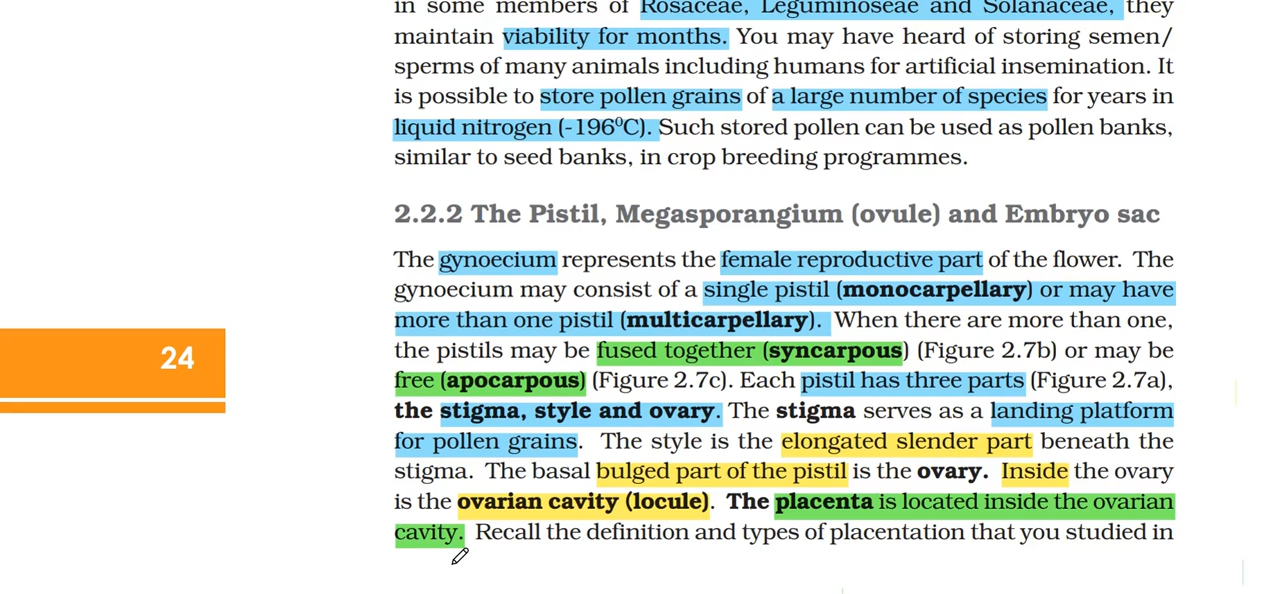 in some members of Rosaceae, Leguminoseae and Solanaceae, they
maintain viability for months. You may have heard of storing semen/
sperms of many animals including humans for artificial insemination. It
is possible to store pollen grains of a large number of species for years in
liquid nitrogen (-196⁰C). Such stored pollen can be used as pollen banks,
similar to seed banks, in crop breeding programmes.
2.2.2 The Pistil, Megasporangium (ovule) and Embryo sac
The gynoecium represents the female reproductive part of the flower. The
gynoecium may consist of a single pistil (monocarpellary) or may have
more than one pistil (multicarpellary). When there are more than one,
the pistils may be fused together (syncarpous) (Figure 2.7b) or may be
free (apocarpous) (Figure 2.7c). Each pistil has three parts (Figure 2.7a),
the stigma, style and ovary. The stigma serves as a landing platform
for pollen grains. The style is the elongated slender part beneath the
stigma. The basal bulged part of the pistil is the ovary. Inside the ovary
is the ovarian cavity (locule). The placenta is located inside the ovarian
cavity. Recall the definition and types of placentation that you studied in
24